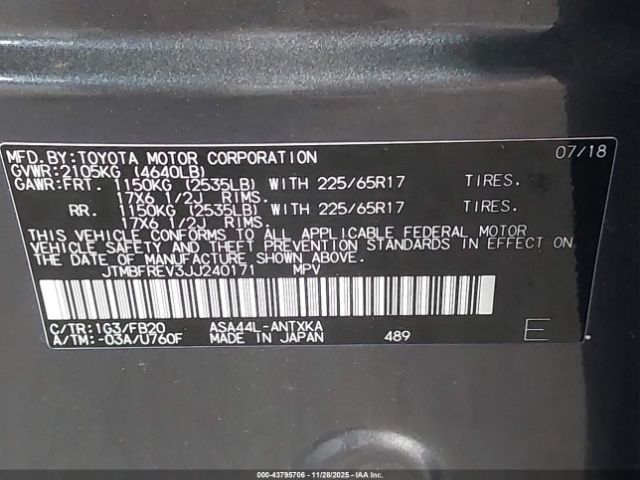 MFD.BY:TOYOTA MOTOR CORPORATION 07/18
GVWR:2105KG (4640LB)
GAWR:FRT. 1150KG (2535LB) WITH 225/65R17 TIRES.
17X6 1/2J RIMS.
RR. 1150KG (2535LB) WITH 225/65R17 TIRES.
17X6 1/2J RIMS.
THIS VEHICLE CONFORMS TO ALL APPLICABLE FEDERAL MOTOR
VEHICLE SAFETY AND THEFT PREVENTION STANDARDS IN EFFECT ON
THE DATE OF MANUFACTURE SHOWN ABOVE.
JTMBFREV3JJ240171 MPV
C/TR:1G3/FB20 ASA44L-ANTXKA
A/TM:-03A/U760F MADE IN JAPAN 489 E
000-43795706 - 11/28/2025 - IAA Inc.